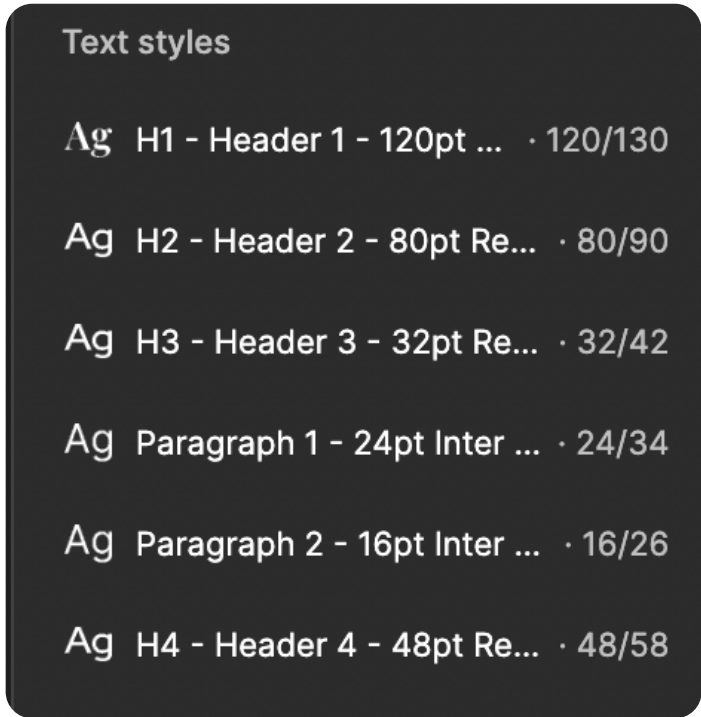 Text styles
Ag H1 - Header 1 - 120pt ... · 120/130
Ag H2 - Header 2 - 80pt Re... · 80/90
Ag H3 - Header 3 - 32pt Re... · 32/42
Ag Paragraph 1 - 24pt Inter ... · 24/34
Ag Paragraph 2 - 16pt Inter ... · 16/26
Ag H4 - Header 4 - 48pt Re... · 48/58